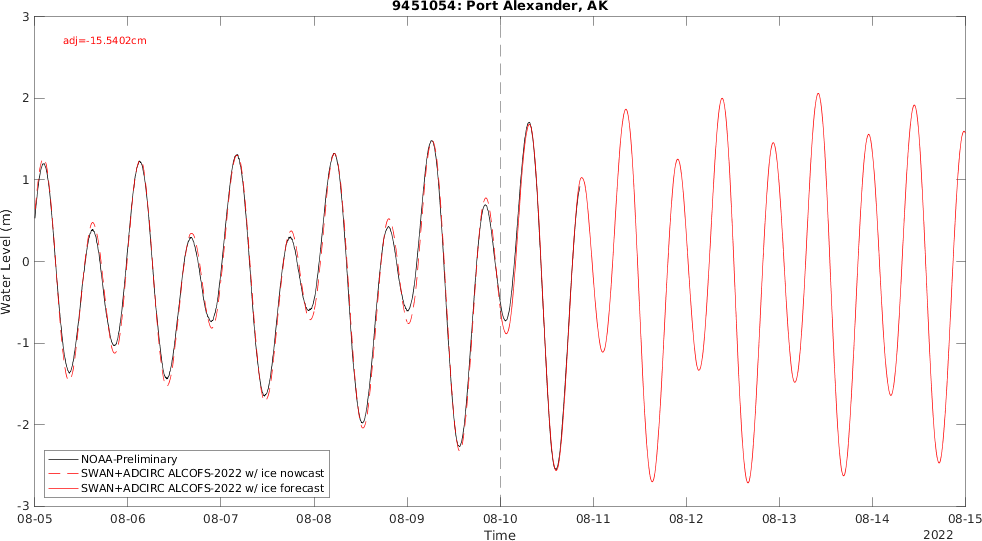 9451054: Port Alexander, AK
adj=-15.5402cm
Water Level (m)
3
2
1
0
-1
-2
-3
NOAA-Preliminary
SWAN+ADCIRC ALCOFS-2022 w/ ice nowcast
SWAN+ADCIRC ALCOFS-2022 w/ ice forecast
08-05 08-06 08-07 08-08 08-09 08-10 08-11 08-12 08-13 08-14 08-15
Time
2022